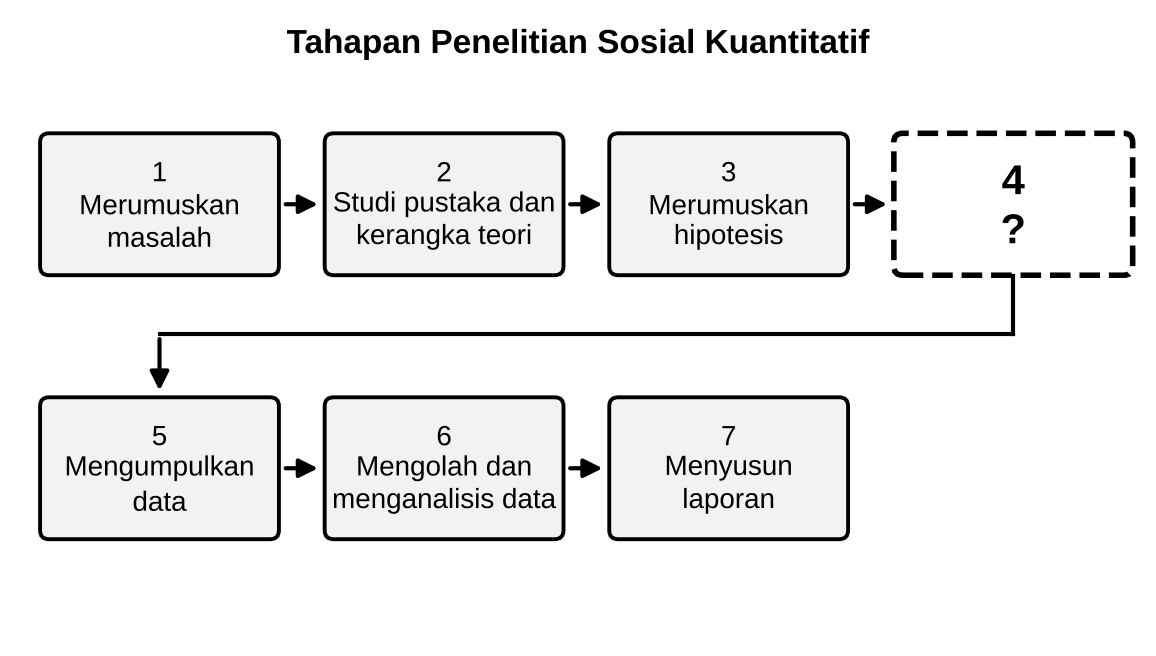 Tahapan Penelitian Sosial Kuantitatif
1
Merumuskan
masalah
2
Studi pustaka dan
kerangka teori
3
Merumuskan
hipotesis
4
?
5
Mengumpulkan
data
6
Mengolah dan
menganalisis data
7
Menyusun
laporan